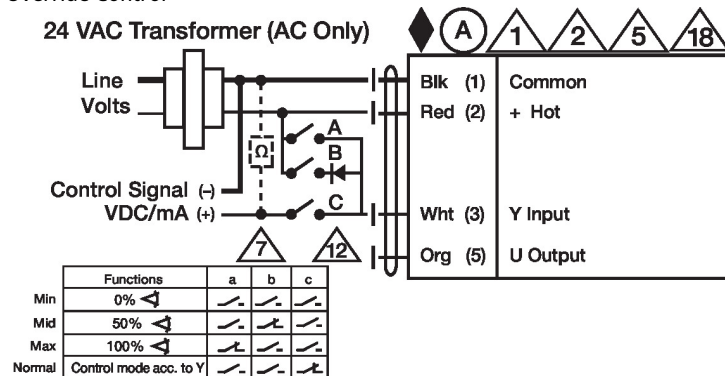 Override Control
24 VAC Transformer (AC Only)
A 1 2 5 18
Line
Volts
Blk (1) Common
Red (2) + Hot
A
B
Ω
C
Control Signal (-)
VDC/mA (+)
Wht (3) Y Input
7
12
Org (5) U Output
Functions a b c
Min 0%
Mid 50%
Max 100%
Normal Control mode acc. to Y